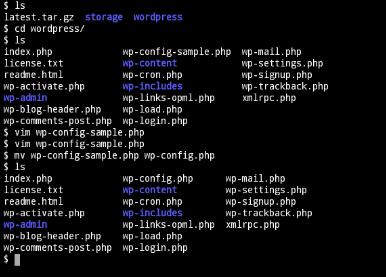 $ ls
latest.tar.gz storage wordpress
$ cd wordpress/
$ ls
index.php wp-config-sample.php wp-mail.php
license.txt wp-content wp-settings.php
readme.html wp-cron.php wp-signup.php
wp-activate.php wp-includes wp-trackback.php
wp-admin wp-links-opml.php xmlrpc.php
wp-blog-header.php wp-load.php
wp-comments-post.php wp-login.php
$ vim wp-config-sample.php
$ vim wp-config-sample.php
$ mv wp-config-sample.php wp-config.php
$ ls
index.php wp-config.php wp-mail.php
license.txt wp-content wp-settings.php
readme.html wp-cron.php wp-signup.php
wp-activate.php wp-includes wp-trackback.php
wp-admin wp-links-opml.php xmlrpc.php
wp-blog-header.php wp-load.php
wp-comments-post.php wp-login.php
$